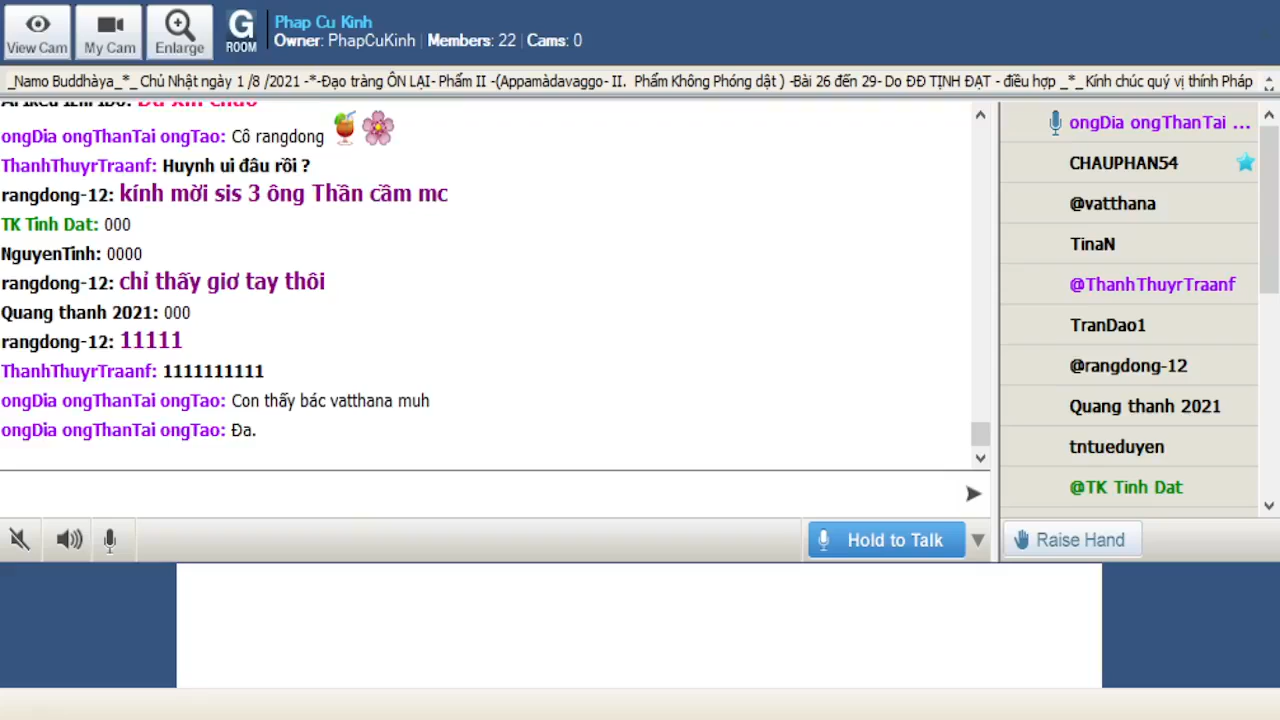 View Cam
My Cam
Enlarge
G
ROOM
Phap Cu Kinh
Owner: PhapCuKinh | Members: 22 | Cams: 0
_Namo Buddhàya_*_ Chủ Nhật ngày 1 /8 /2021 -*-Đạo tràng ÔN LẠI- Phẩm II -(Appamàdavaggo- II. Phẩm Không Phóng dật ) -Bài 26 đến 29- Do ĐĐ TỊNH ĐẠT - điều hợp _*_Kính chúc quý vị thính Pháp
ongDia ongThanTai ongTao: Cô rangdong
ThanhThuyrTraanf: Huynh ui đâu rồi ?
rangdong-12: kính mời sis 3 ông Thần cầm mc
TK Tinh Dat: 000
NguyenTinh: 0000
rangdong-12: chỉ thấy giơ tay thôi
Quang thanh 2021: 000
rangdong-12: 11111
ThanhThuyrTraanf: 1111111111
ongDia ongThanTai ongTao: Con thấy bác vatthana muh
ongDia ongThanTai ongTao: Đa.
ongDia ongThanTai ...
CHAUPHAN54
@vatthana
TinaN
@ThanhThuyrTraanf
TranDao1
@rangdong-12
Quang thanh 2021
tntueduyen
@TK Tinh Dat
Hold to Talk
Raise Hand